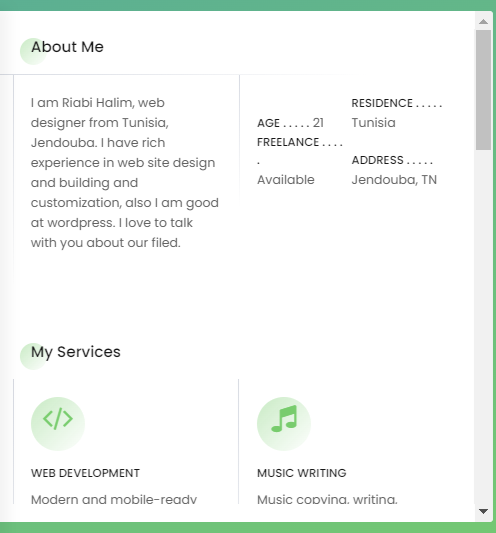 About Me
I am Riabi Halim, web
designer from Tunisia,
Jendouba. I have rich
experience in web site design
and building and
customization, also I am good
at wordpress. I love to talk
with you about our filed.
AGE . . . . . 21
FREELANCE . . . .
.
Available
RESIDENCE . . . . .
Tunisia
ADDRESS . . . . .
Jendouba, TN
My Services
WEB DEVELOPMENT
Modern and mobile-ready
MUSIC WRITING
Music copying, writing,